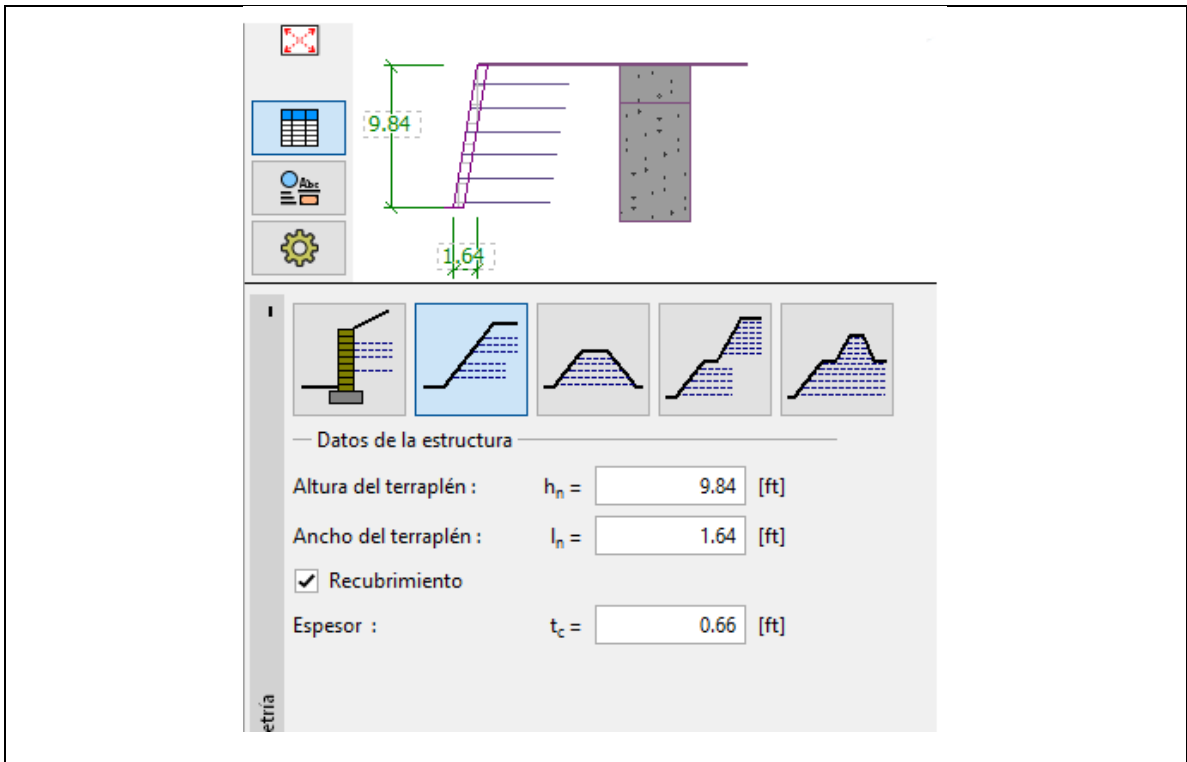 9.84
Abc
1.64
Datos de la estructura
Altura del terraplén : hn = 9.84 [ft]
Ancho del terraplén : ln = 1.64 [ft]
Recubrimiento
Espesor : tc = 0.66 [ft]
etría